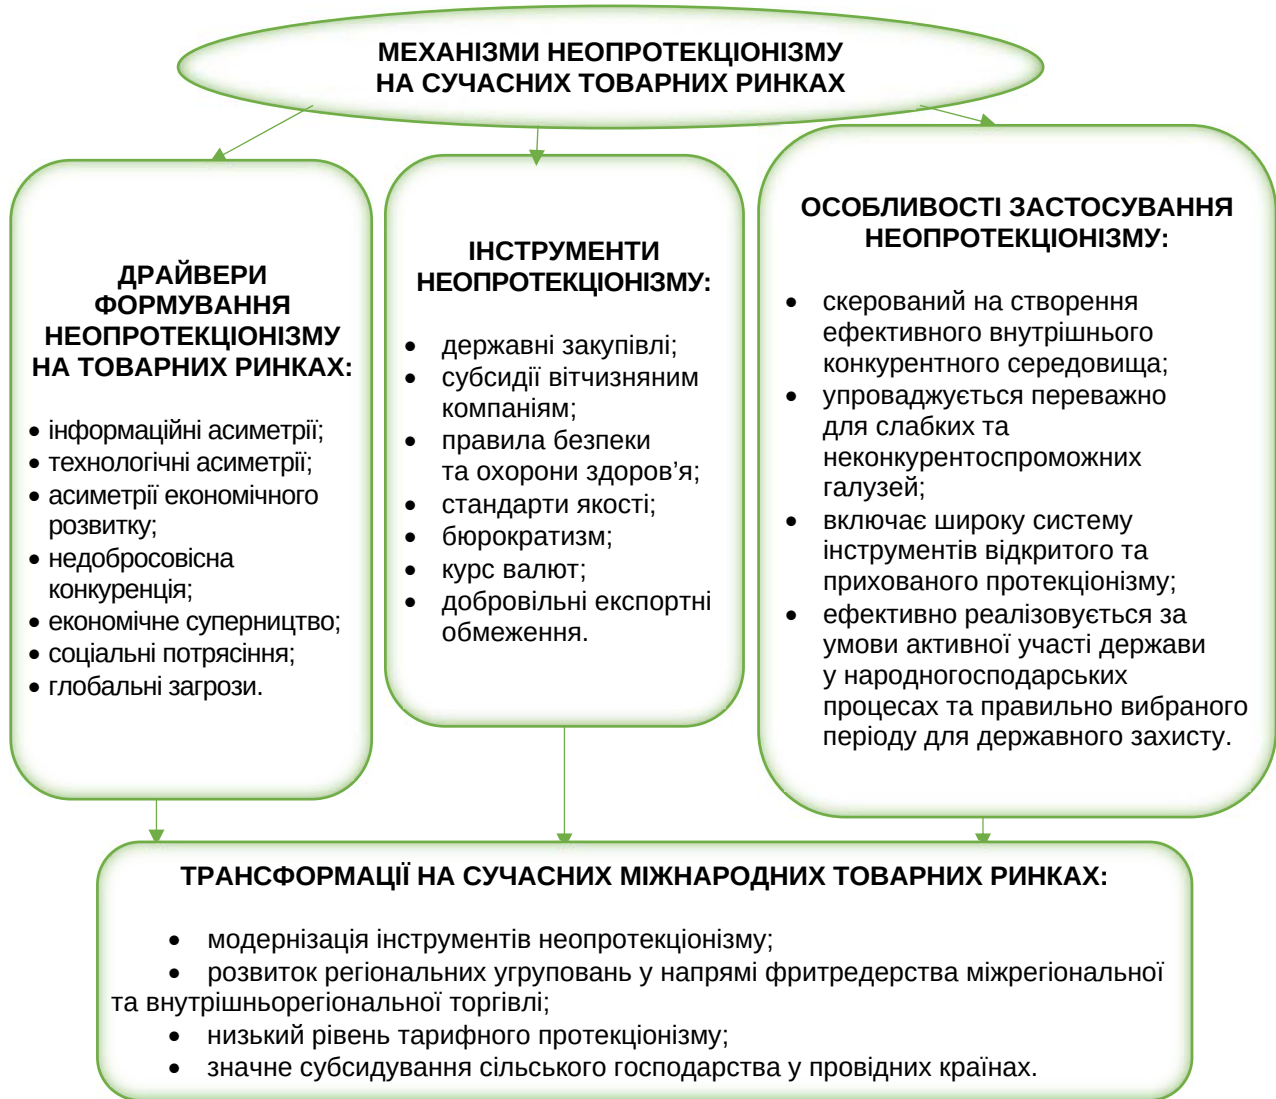 МЕХАНІЗМИ НЕОПРОТЕКЦІОНІЗМУ
НА СУЧАСНИХ ТОВАРНИХ РИНКАХ
ДРАЙВЕРИ
ФОРМУВАННЯ
НЕОПРОТЕКЦІОНІЗМУ
НА ТОВАРНИХ РИНКАХ:
• інформаційні асиметрії;
• технологічні асиметрії;
• асиметрії економічного
розвитку;
• недобросовісна
конкуренція;
• економічне суперництво;
• соціальні потрясіння;
• глобальні загрози.
ІНСТРУМЕНТИ
НЕОПРОТЕКЦІОНІЗМУ:
• державні закупівлі;
• субсидії вітчизняним
компаніям;
• правила безпеки
та охорони здоров’я;
• стандарти якості;
• бюрократизм;
• курс валют;
• добровільні експортні
обмеження.
ОСОБЛИВОСТІ ЗАСТОСУВАННЯ
НЕОПРОТЕКЦІОНІЗМУ:
• скерований на створення
ефективного внутрішнього
конкурентного середовища;
• упроваджується переважно
для слабких та
неконкурентоспроможних
галузей;
• включає широку систему
інструментів відкритого та
прихованого протекціонізму;
• ефективно реалізовується за
умови активної участі держави
у народногосподарських
процесах та правильно вибраного
періоду для державного захисту.
ТРАНСФОРМАЦІЇ НА СУЧАСНИХ МІЖНАРОДНИХ ТОВАРНИХ РИНКАХ:
• модернізація інструментів неопротекціонізму;
• розвиток регіональних угруповань у напрямі фритредерства міжрегіональної
та внутрішньорегіональної торгівлі;
• низький рівень тарифного протекціонізму;
• значне субсидування сільського господарства у провідних країнах.